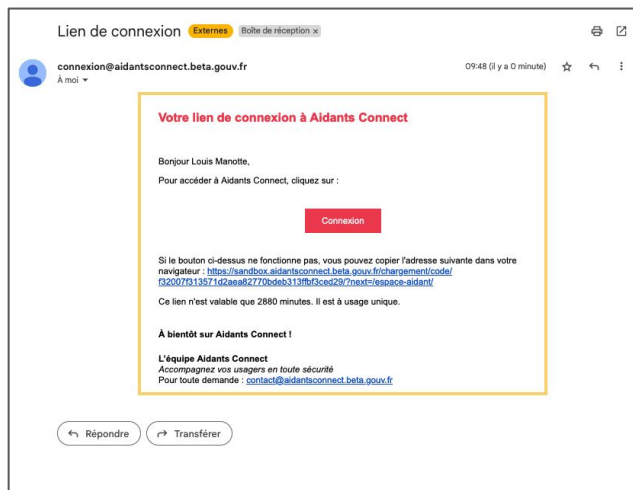 Lien de connexion Externes Boîte de réception x
connexion@aidantsconnect.beta.gouv.fr 09:48 (il y a 0 minute)
À moi
Votre lien de connexion à Aidants Connect
Bonjour Louis Manotte,
Pour accéder à Aidants Connect, cliquez sur :
Connexion
Si le bouton ci-dessus ne fonctionne pas, vous pouvez copier l'adresse suivante dans votre
navigateur : https://sandbox.aidantsconnect.beta.gouv.fr/chargement/code/
f32007f313571d2aea82770bdeb313ffbf3ced29/?next=/espace-aidant/
Ce lien n'est valable que 2880 minutes. Il est à usage unique.
À bientôt sur Aidants Connect !
L'équipe Aidants Connect
Accompagnez vos usagers en toute sécurité
Pour toute demande : contact@aidantsconnect.beta.gouv.fr
Répondre Transférer